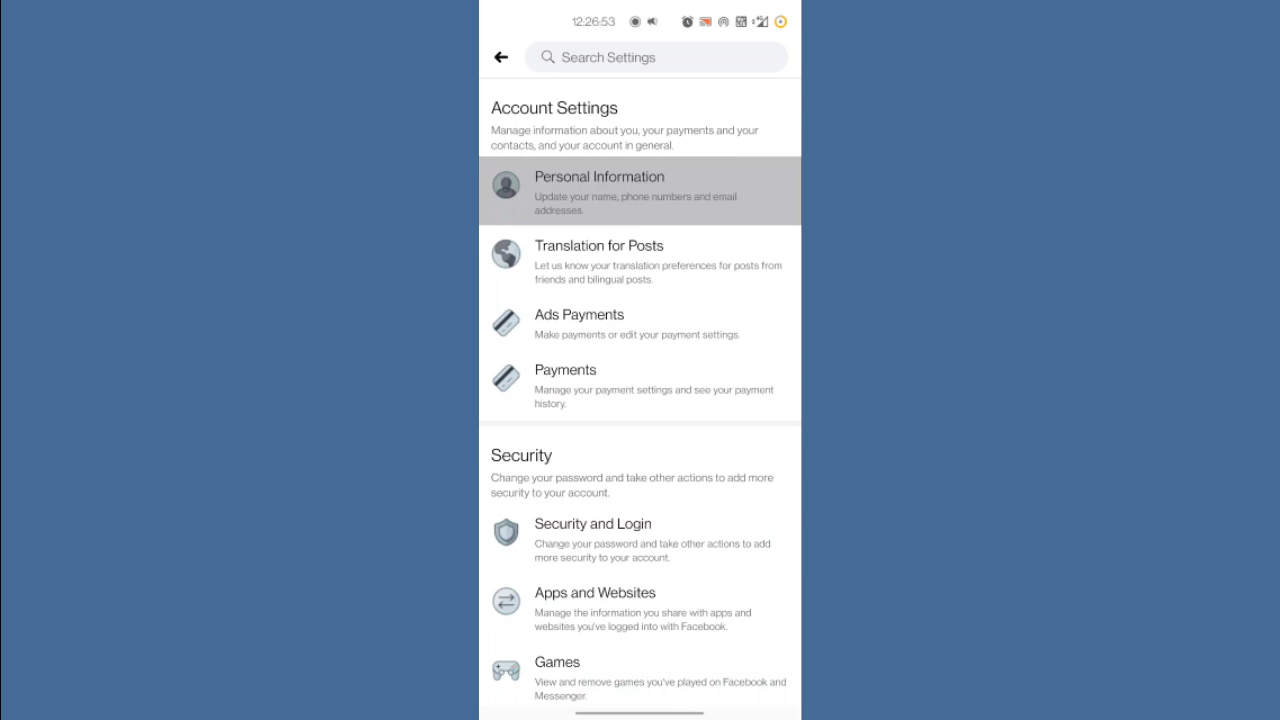 12:26:53
Search Settings
Account Settings
Manage information about you, your payments and your
contacts, and your account in general.
Personal Information
Update your name, phone numbers and email
addresses.
Translation for Posts
Let us know your translation preferences for posts from
friends and bilingual posts.
Ads Payments
Make payments or edit your payment settings.
Payments
Manage your payment settings and see your payment
history.
Security
Change your password and take other actions to add more
security to your account.
Security and Login
Change your password and take other actions to add
more security to your account.
Apps and Websites
Manage the information you share with apps and
websites you've logged into with Facebook.
Games
View and remove games you've played on Facebook and
Messenger.